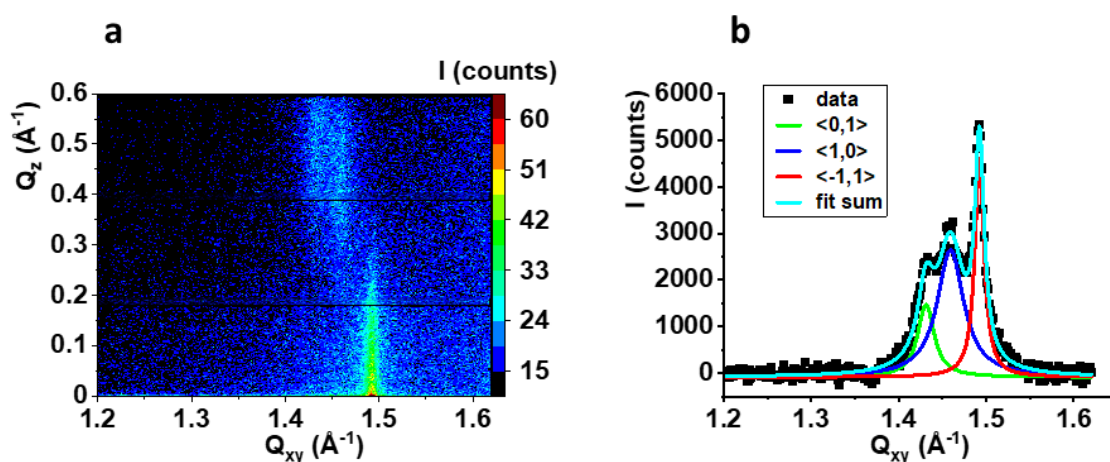 a
I (counts)
Q_z (Å⁻¹)
0.6
0.5
0.4
0.3
0.2
0.1
0
1.2 1.3 1.4 1.5 1.6
Q_xy (Å⁻¹)
60
51
42
33
24
15
b
I (counts)
6000
5000
4000
3000
2000
1000
0
data
<0,1>
<1,0>
<-1,1>
fit sum
1.2 1.3 1.4 1.5 1.6
Q_xy (Å⁻¹)